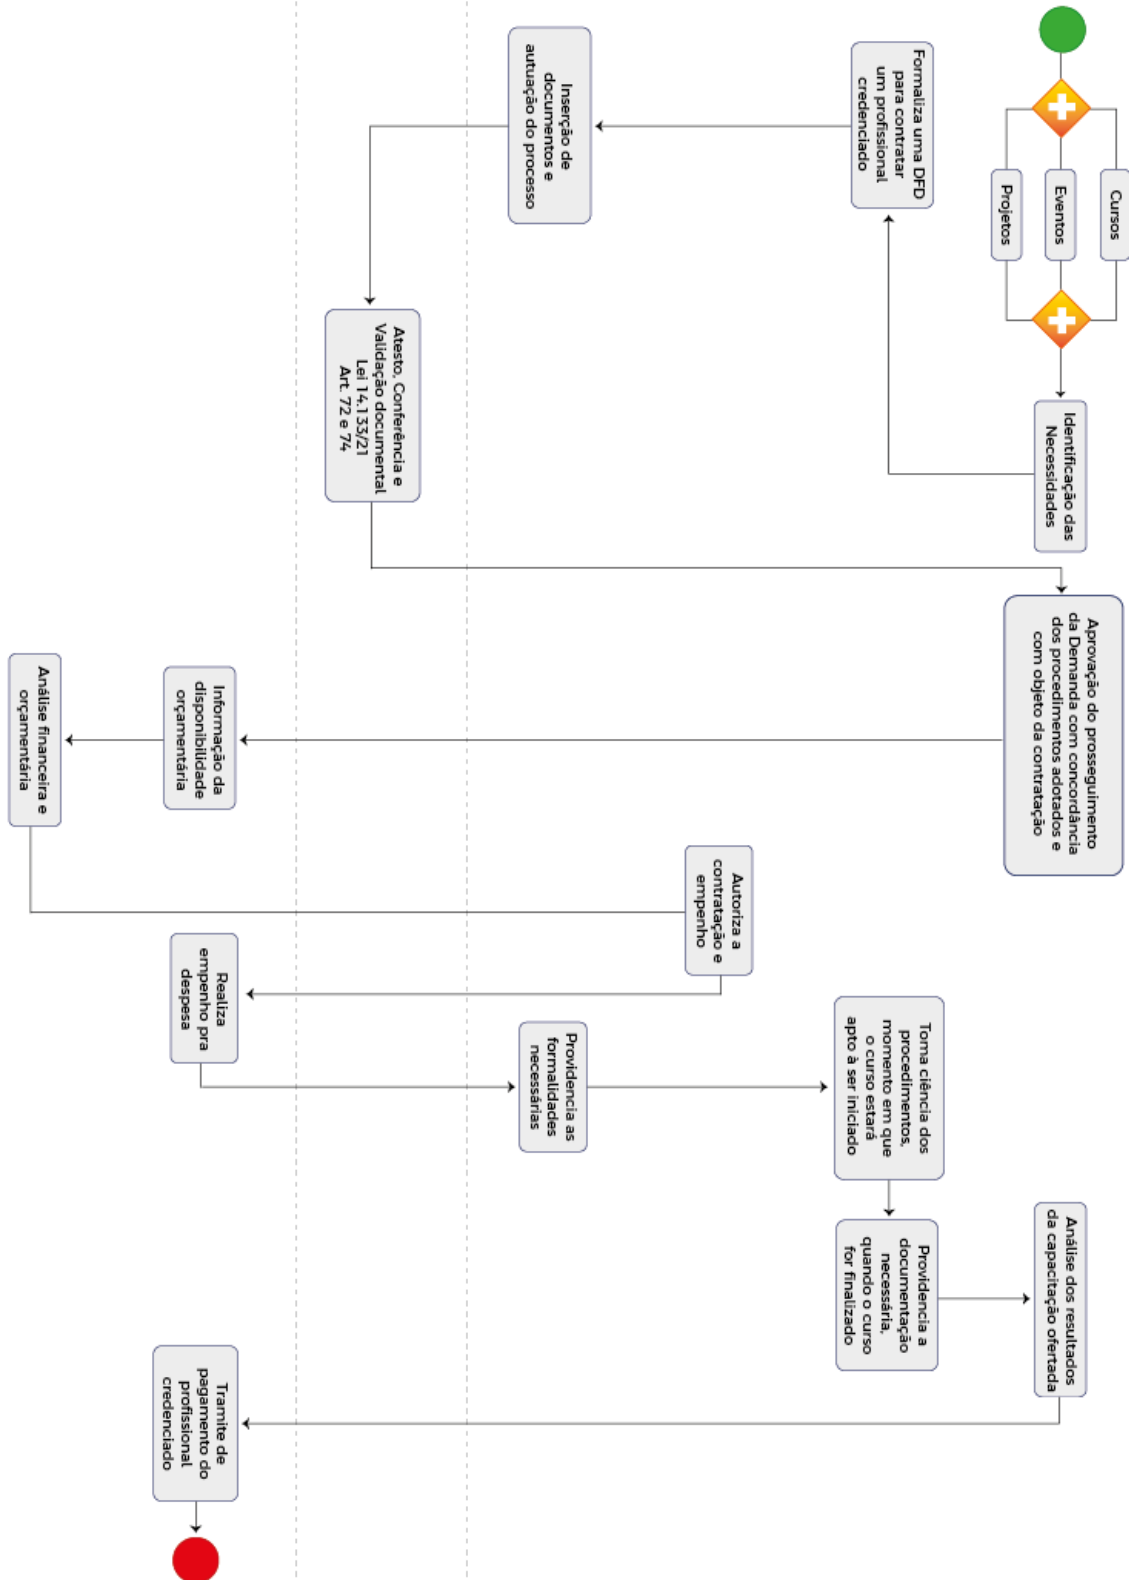 Cursos
Eventos
Projetos
Identificação das
Necessidades
Formaliza uma DFD
para contratar
um profissional
credenciado
Inserção de
documentos e
autuação do processo
Atesto, Conferência e
Validação documental
Lei 14.133/21
Art. 72 e 74
Aprovação do prosseguimento
da Demanda com concordância
dos procedimentos adotados e
com objeto da contratação
Informação da
disponibilidade
orçamentária
Análise financeira e
orçamentária
Autoriza a
contratação e
empenho
Realiza
empenho pra
despesa
Providencia as
formalidades
necessárias
Toma ciência dos
procedimentos,
momento em que
o curso estará
apto à ser iniciado
Providencia a
documentação
necessária,
quando o curso
for finalizado
Análise dos resultados
da capacitação ofertada
Tramite de
pagamento do
profissional
credenciado